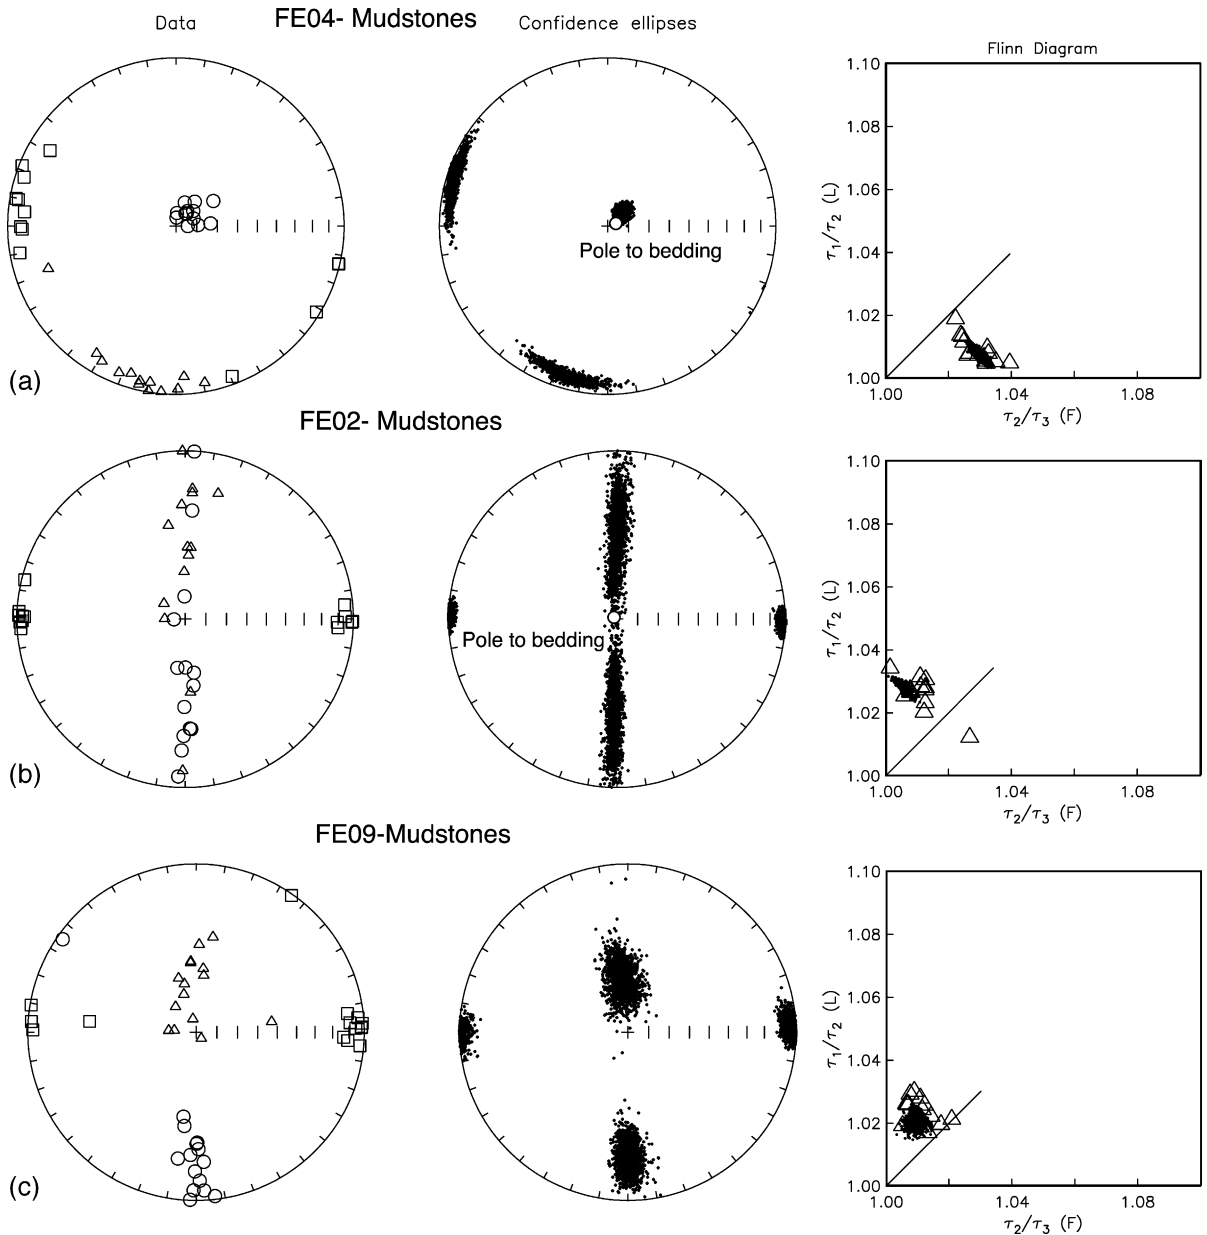 FE04- Mudstones
Data
Confidence ellipses
Flinn Diagram
1.10
1.08
1.06
1.04
1.02
1.00
τ1/τ2 (L)
1.00
1.04
1.08
τ2/τ3 (F)
Pole to bedding
(a)
FE02- Mudstones
1.10
1.08
1.06
1.04
1.02
1.00
τ1/τ2 (L)
1.00
1.04
1.08
τ2/τ3 (F)
Pole to bedding
(b)
FE09-Mudstones
1.10
1.08
1.06
1.04
1.02
1.00
τ1/τ2 (L)
1.00
1.04
1.08
τ2/τ3 (F)
(c)